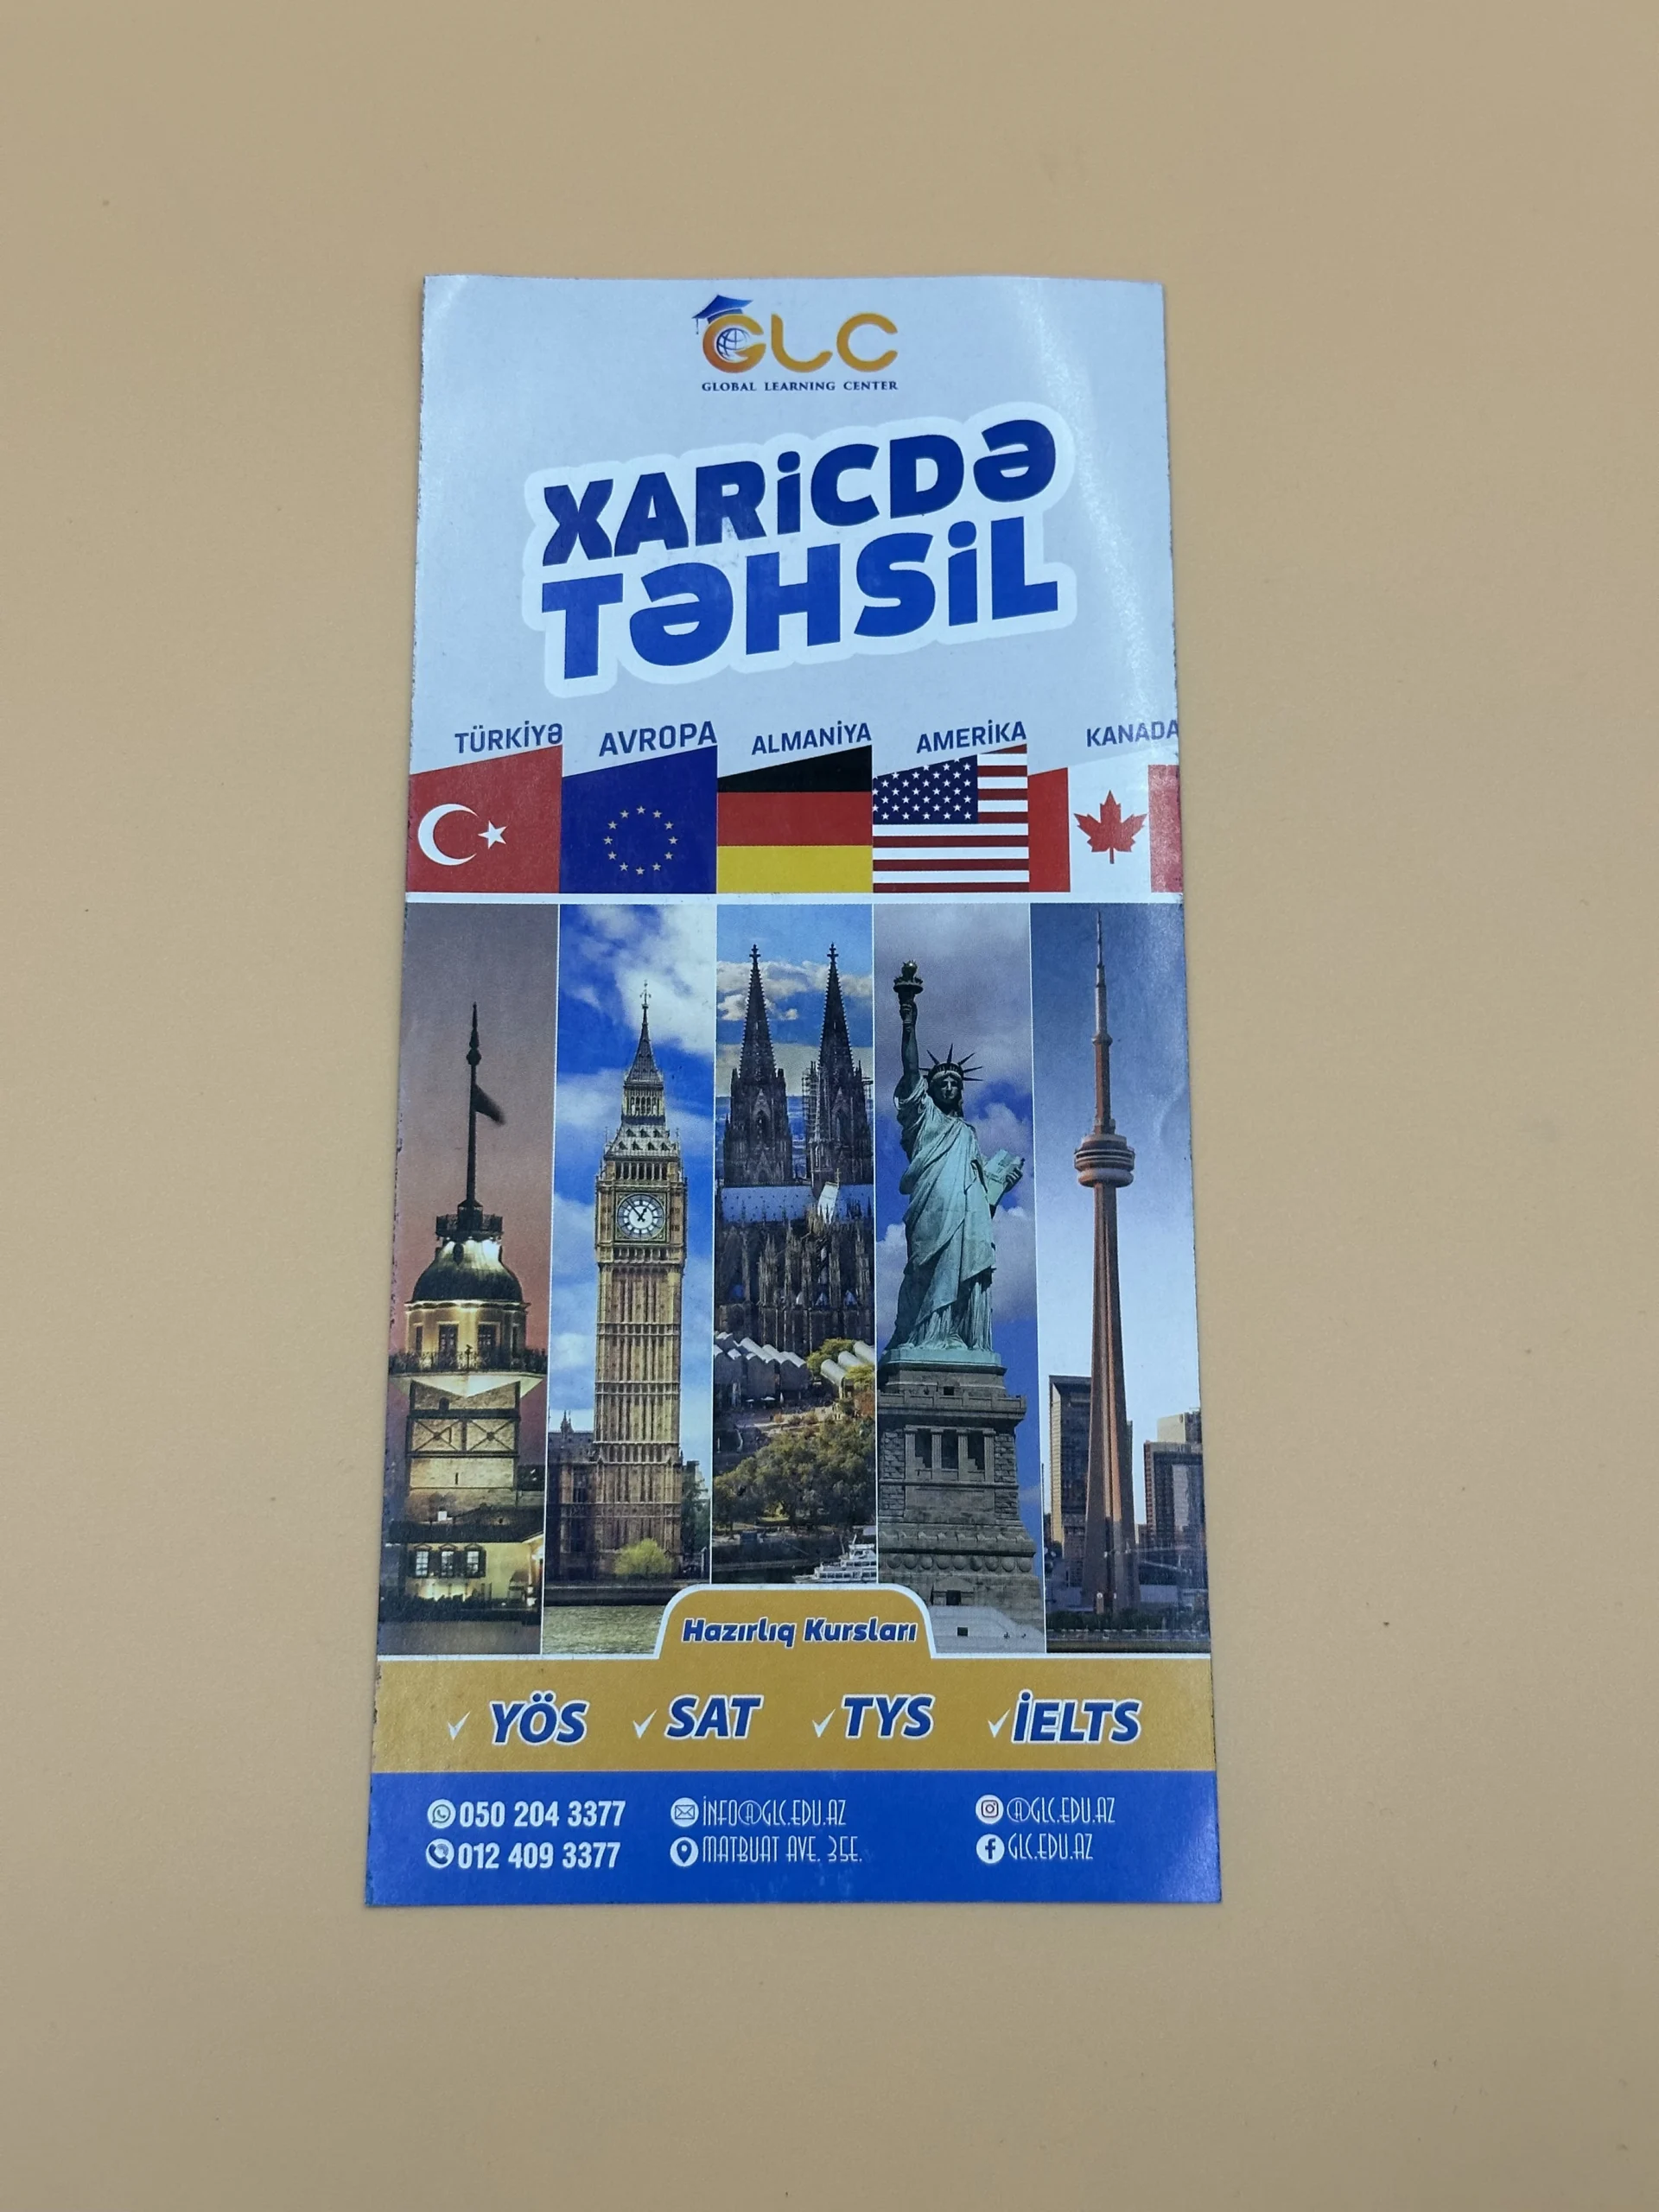 GLC
GLOBAL LEARNING CENTER
XARİCDƏ
TƏHSİL
TÜRKİYƏ AVROPA ALMANİYA AMERİKA KANADA
Hazırlıq Kursları
YÖS SAT TYS İELTS
050 204 3377 İNFO@GLC.EDU.AZ @GLC.EDU.AZ
012 409 3377 MATBUAT AVE. 35E. GLC.EDU.AZ